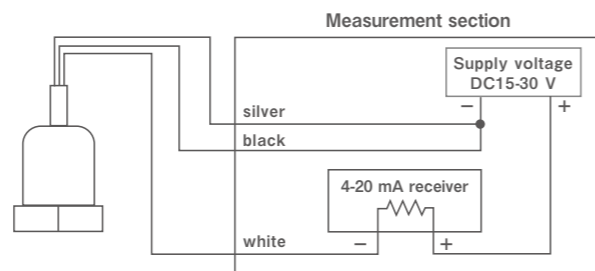 Measurement section
Supply voltage
DC15-30 V
− +
silver
black
4-20 mA receiver
− +
white